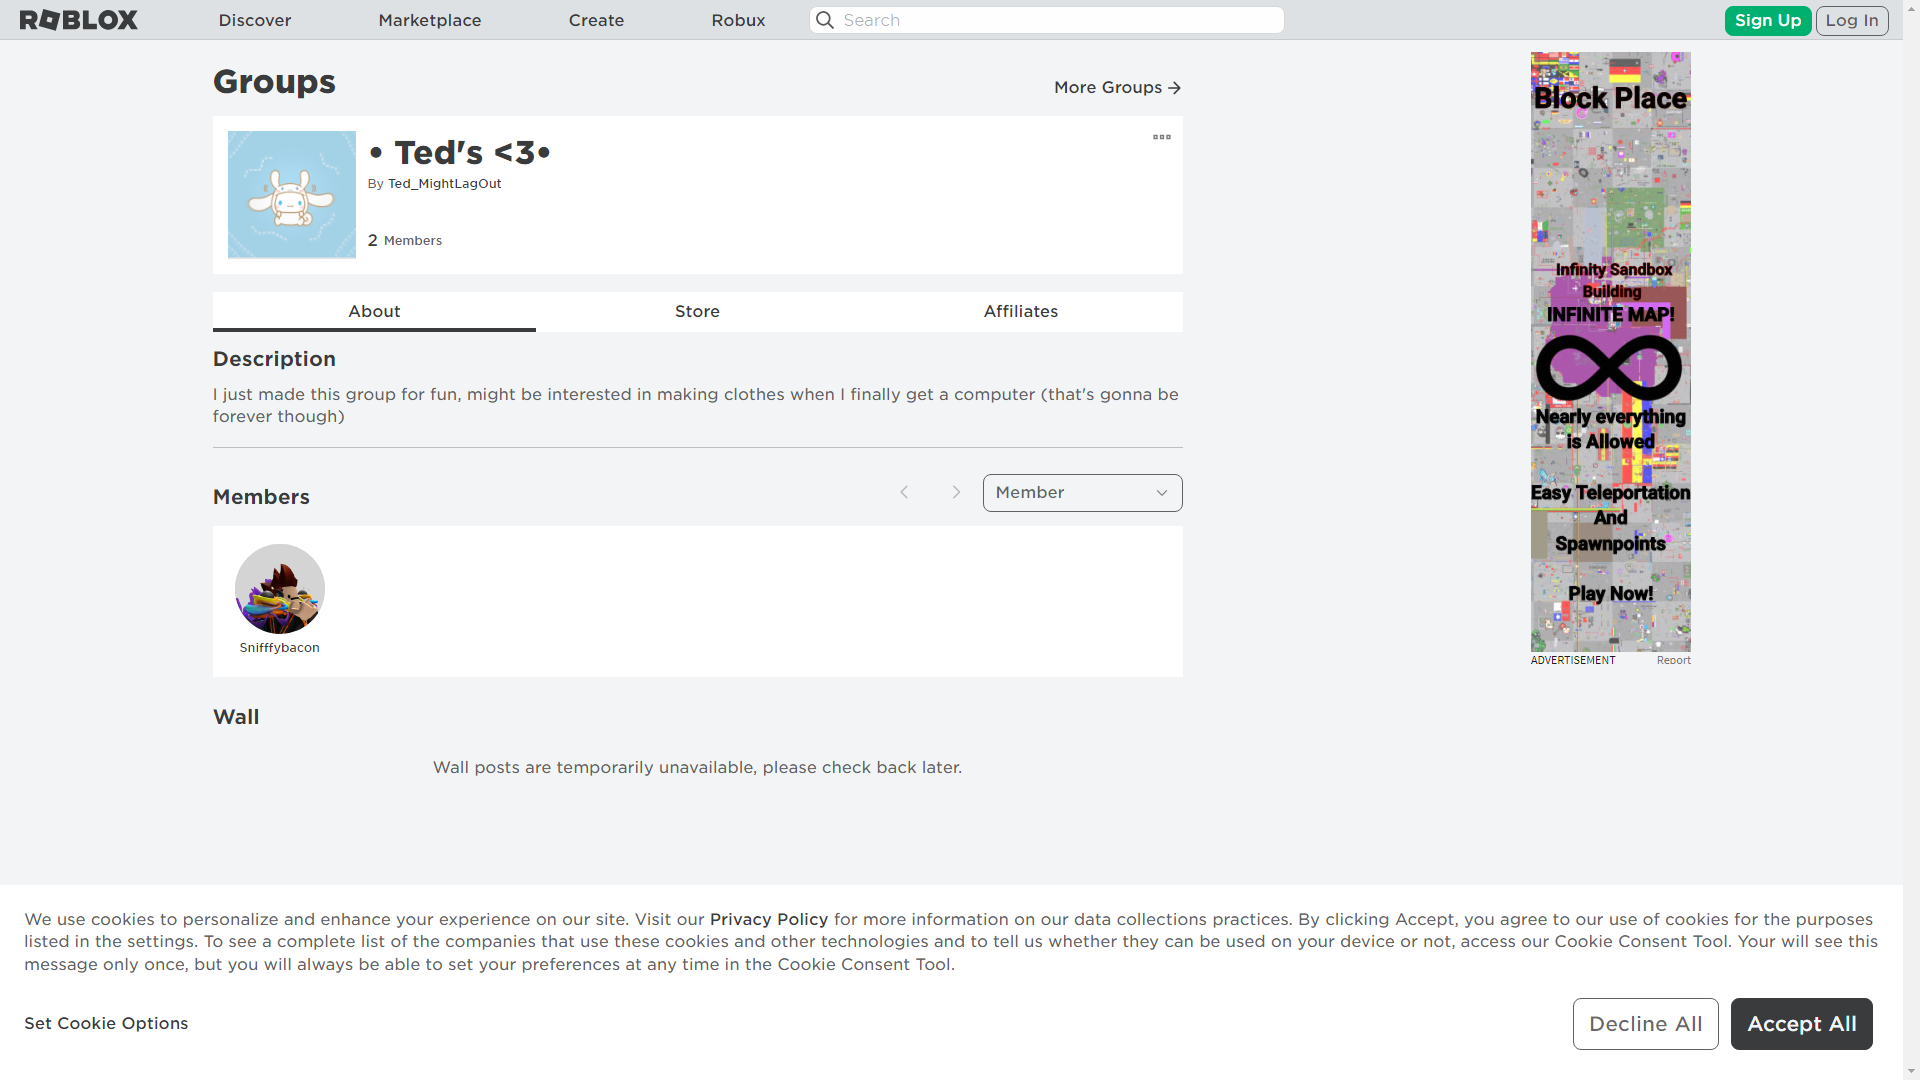 ROBLOX
Discover
Marketplace
Create
Robux
Search
Sign Up
Log In
Groups
More Groups
• Ted's <3•
By Ted_MightLagOut
2 Members
About
Store
Affiliates
Description
I just made this group for fun, might be interested in making clothes when I finally get a computer (that's gonna be
forever though)
Members
Member
Snifffybacon
Wall
Wall posts are temporarily unavailable, please check back later.
Block Place
Infinity Sandbox
Building
INFINITE MAP!
Nearly everything
is Allowed
Easy Teleportation
And
Spawnpoints
Play Now!
ADVERTISEMENT
Report
We use cookies to personalize and enhance your experience on our site. Visit our Privacy Policy for more information on our data collections practices. By clicking Accept, you agree to our use of cookies for the purposes
listed in the settings. To see a complete list of the companies that use these cookies and other technologies and to tell us whether they can be used on your device or not, access our Cookie Consent Tool. Your will see this
message only once, but you will always be able to set your preferences at any time in the Cookie Consent Tool.
Set Cookie Options
Decline All
Accept All